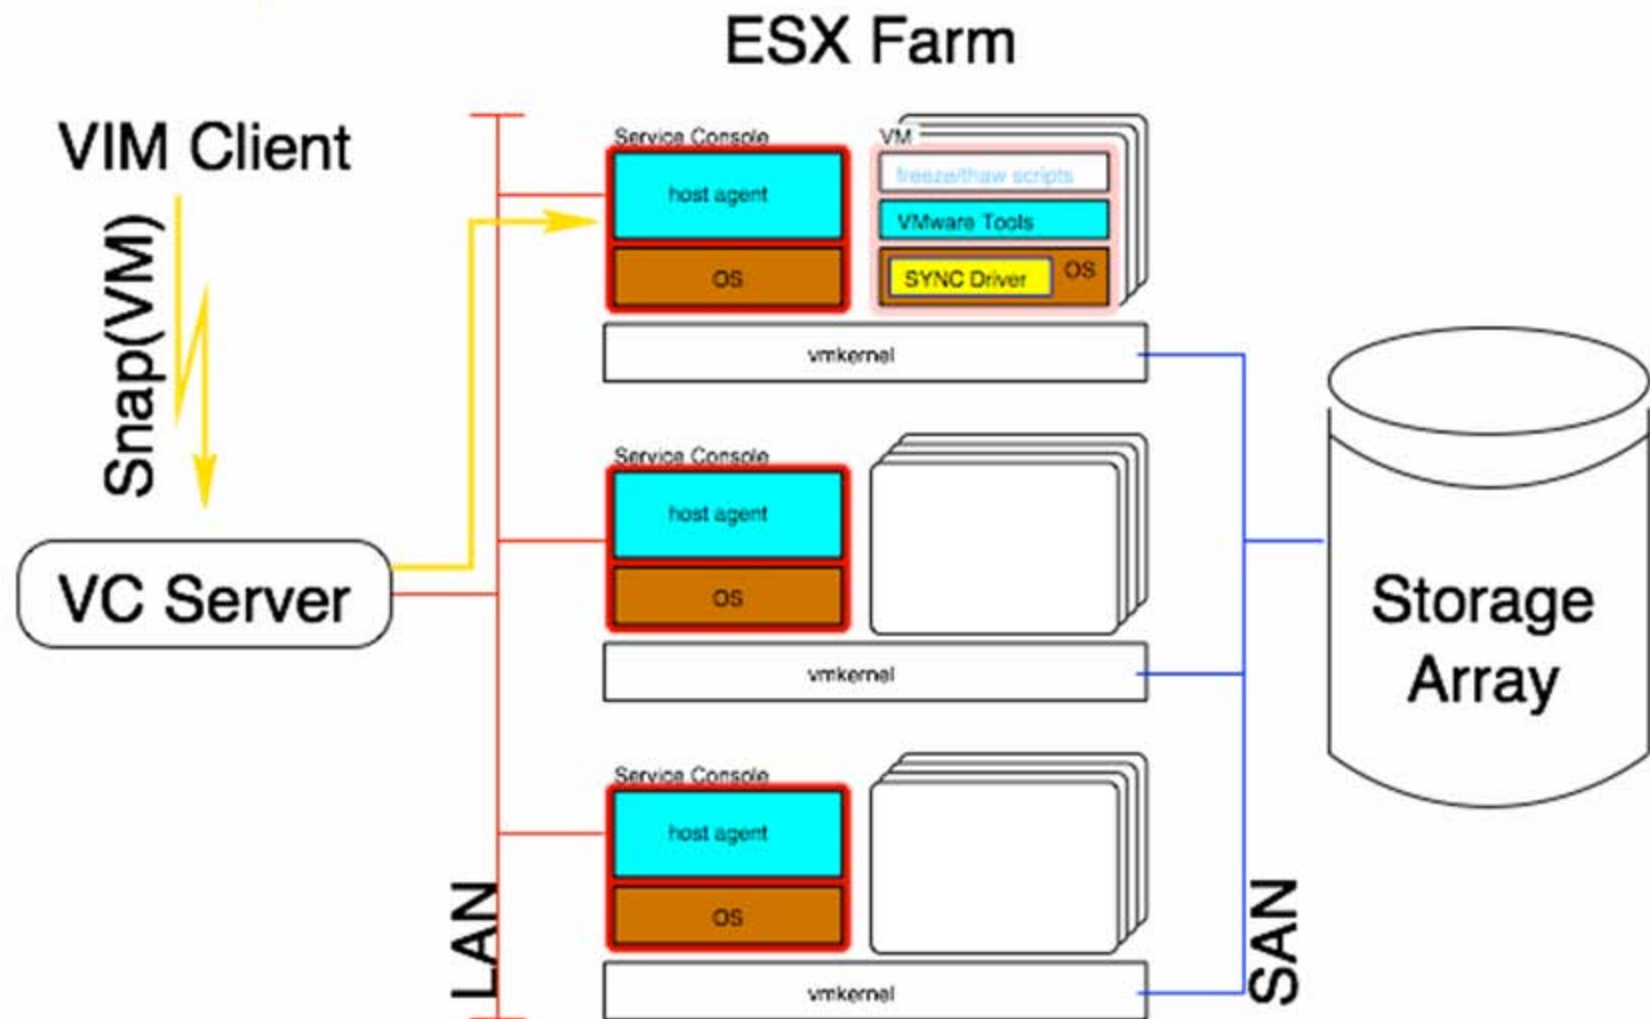 ESX Farm
VIM Client
Snap(VM)
VC Server
LAN
Service Console
host agent
OS
VM
freeze/thaw scripts
VMware Tools
SYNC Driver
OS
vmkernel
Service Console
host agent
OS
vmkernel
Service Console
host agent
OS
vmkernel
SAN
Storage
Array